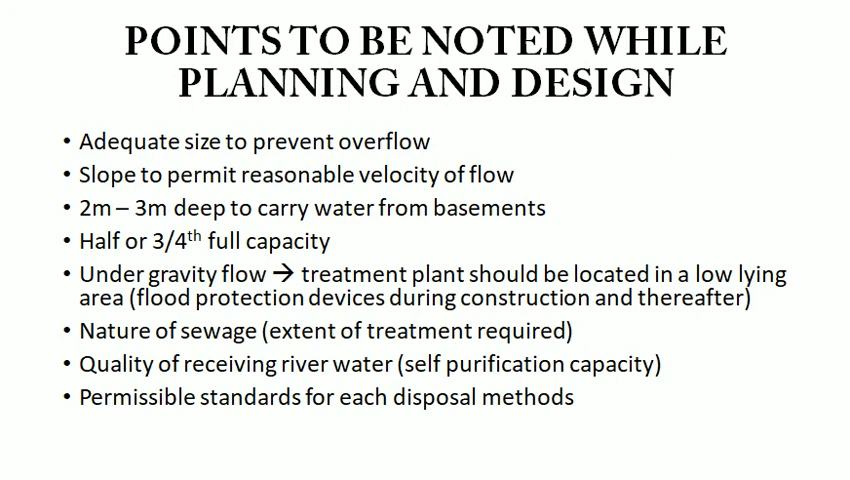 POINTS TO BE NOTED WHILE
PLANNING AND DESIGN
• Adequate size to prevent overflow
• Slope to permit reasonable velocity of flow
• 2m – 3m deep to carry water from basements
• Half or 3/4th full capacity
• Under gravity flow → treatment plant should be located in a low lying
area (flood protection devices during construction and thereafter)
• Nature of sewage (extent of treatment required)
• Quality of receiving river water (self purification capacity)
• Permissible standards for each disposal methods